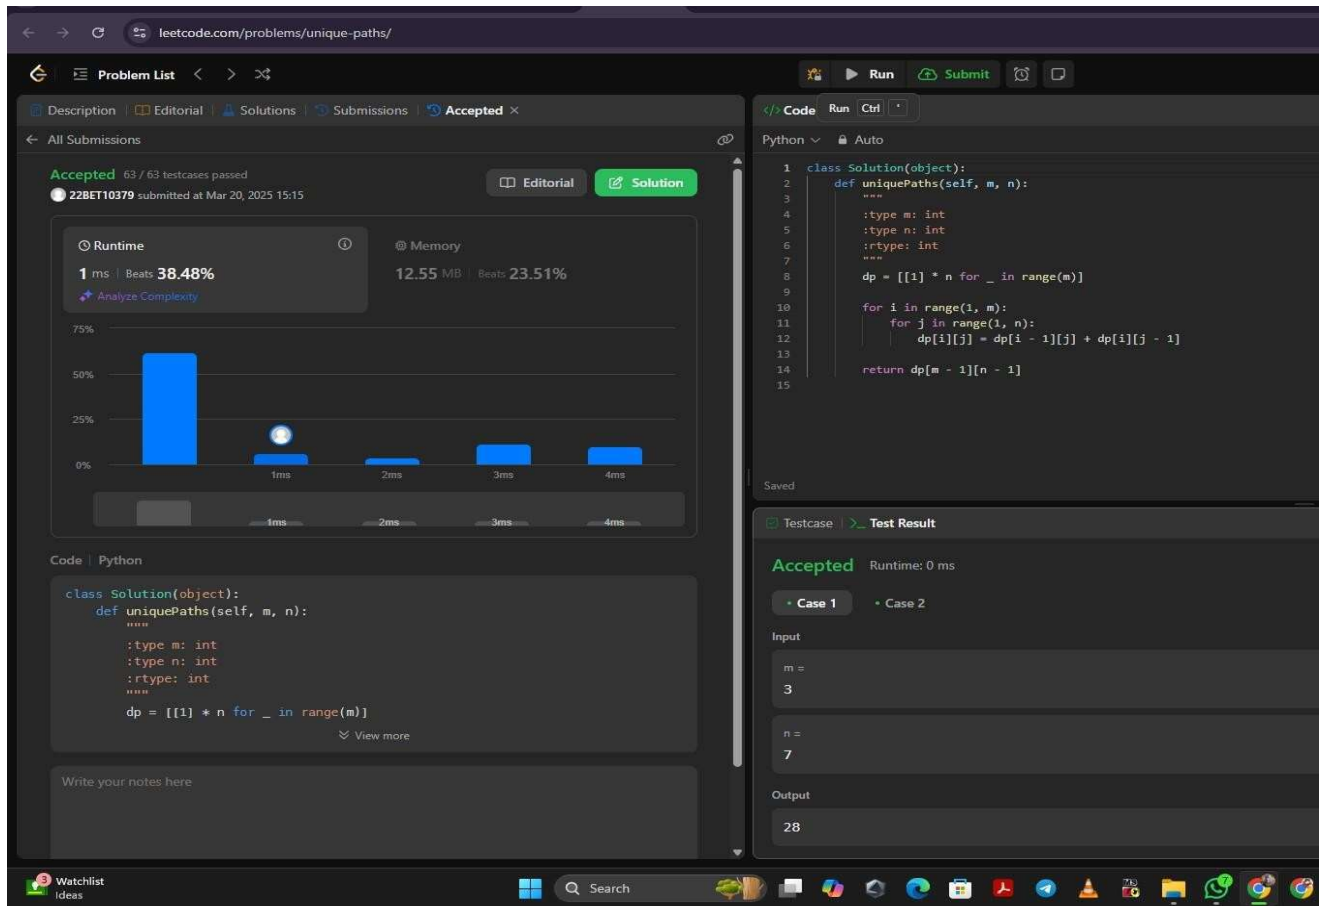 leetcode.com/problems/unique-paths/
Problem List
Run
Submit
Description
Editorial
Solutions
Submissions
Accepted
</> Code
Run Ctrl '
All Submissions
Python
Auto
Accepted 63 / 63 testcases passed
22BET10379 submitted at Mar 20, 2025 15:15
Editorial
Solution
Runtime
1 ms | Beats 38.48%
Analyze Complexity
Memory
12.55 MB | Beats 23.51%
75%
50%
25%
0%
1ms 2ms 3ms 4ms
1ms 2ms 3ms 4ms
Code | Python
class Solution(object):
def uniquePaths(self, m, n):
"""
:type m: int
:type n: int
:rtype: int
"""
dp = [[1] * n for _ in range(m)]
View more
Write your notes here
1 class Solution(object):
2 def uniquePaths(self, m, n):
3 """
4 :type m: int
5 :type n: int
6 :rtype: int
7 """
8 dp = [[1] * n for _ in range(m)]
9
10 for i in range(1, m):
11 for j in range(1, n):
12 dp[i][j] = dp[i - 1][j] + dp[i][j - 1]
13
14 return dp[m - 1][n - 1]
15
Saved
Testcase
>_ Test Result
Accepted Runtime: 0 ms
• Case 1
• Case 2
Input
m =
3
n =
7
Output
28
3
Watchlist
Ideas
Search
7